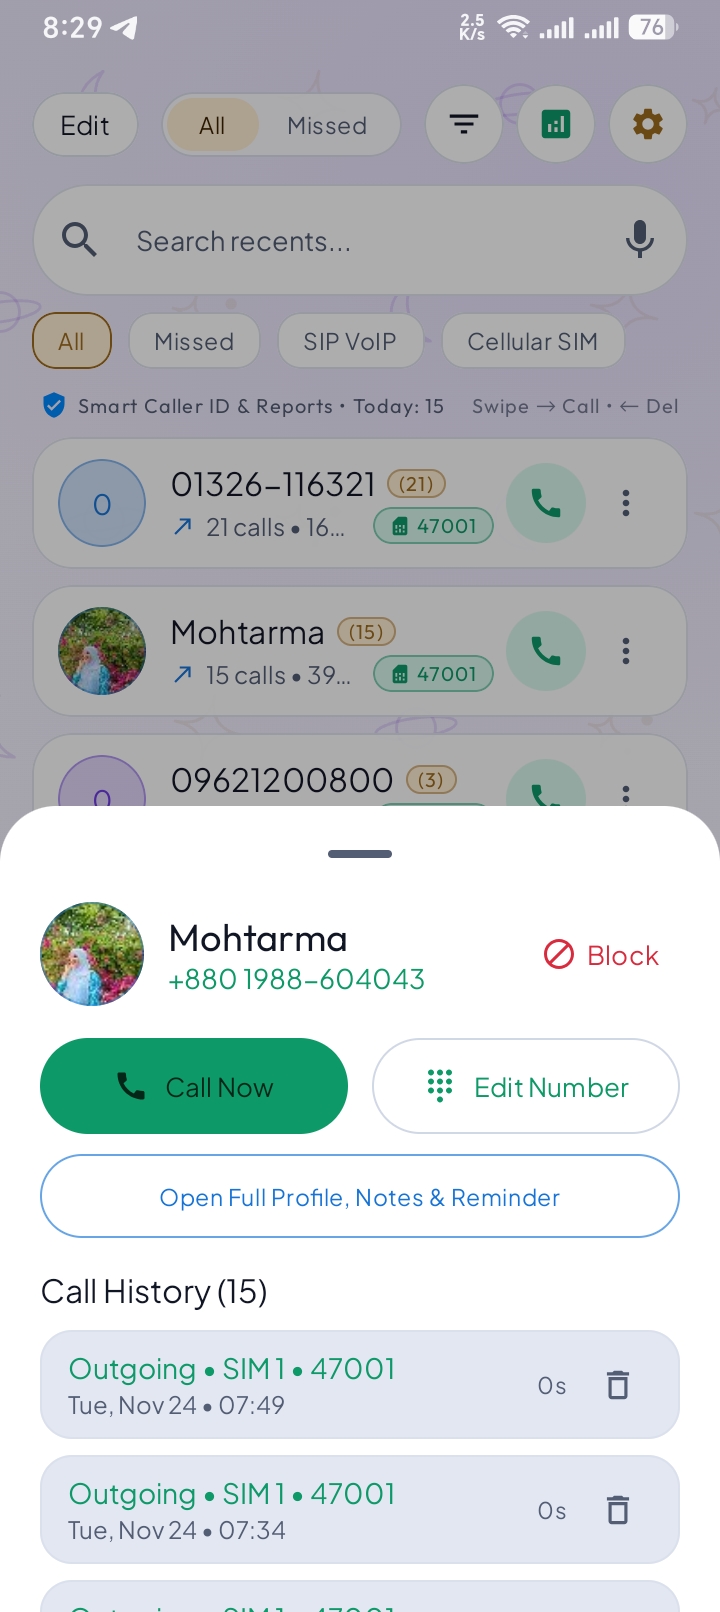 8:29
2.5 K/s
76
Edit
All
Missed
Search recents...
All
Missed
SIP VoIP
Cellular SIM
Smart Caller ID & Reports • Today: 15
Swipe → Call • ← Del
0
01326-116321 (21)
↗ 21 calls • 16...
47001
Mohtarma (15)
↗ 15 calls • 39...
47001
0
09621200800 (3)
Mohtarma
+880 1988-604043
Block
Call Now
Edit Number
Open Full Profile, Notes & Reminder
Call History (15)
Outgoing • SIM 1 • 47001
Tue, Nov 24 • 07:49
0s
Outgoing • SIM 1 • 47001
Tue, Nov 24 • 07:34
0s